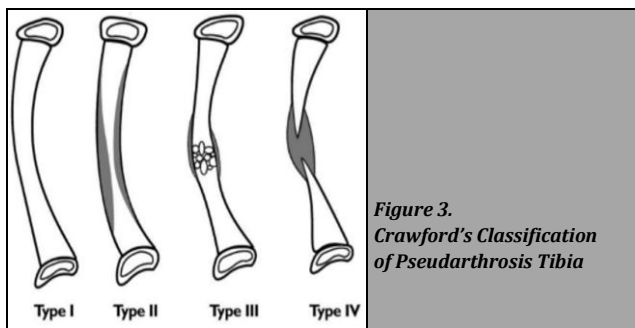 Type I Type II Type III Type IV
Figure 3.
Crawford's Classification
of Pseudarthrosis Tibia